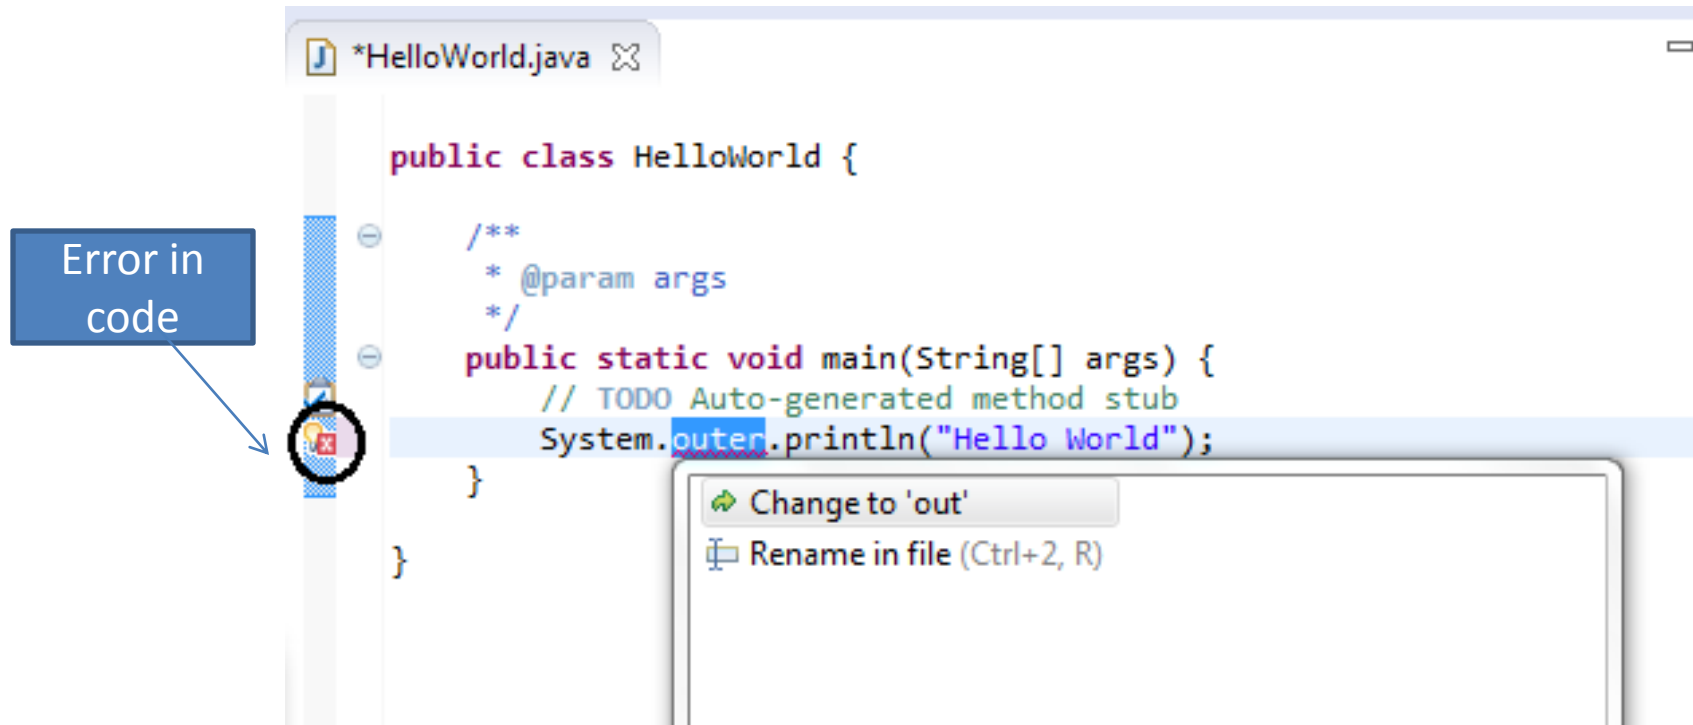 *HelloWorld.java
public class HelloWorld {
/**
* @param args
*/
Error in
code
public static void main(String[] args) {
// TODO Auto-generated method stub
System.outer.println("Hello World");
}
Change to 'out'
Rename in file (Ctrl+2, R)
}